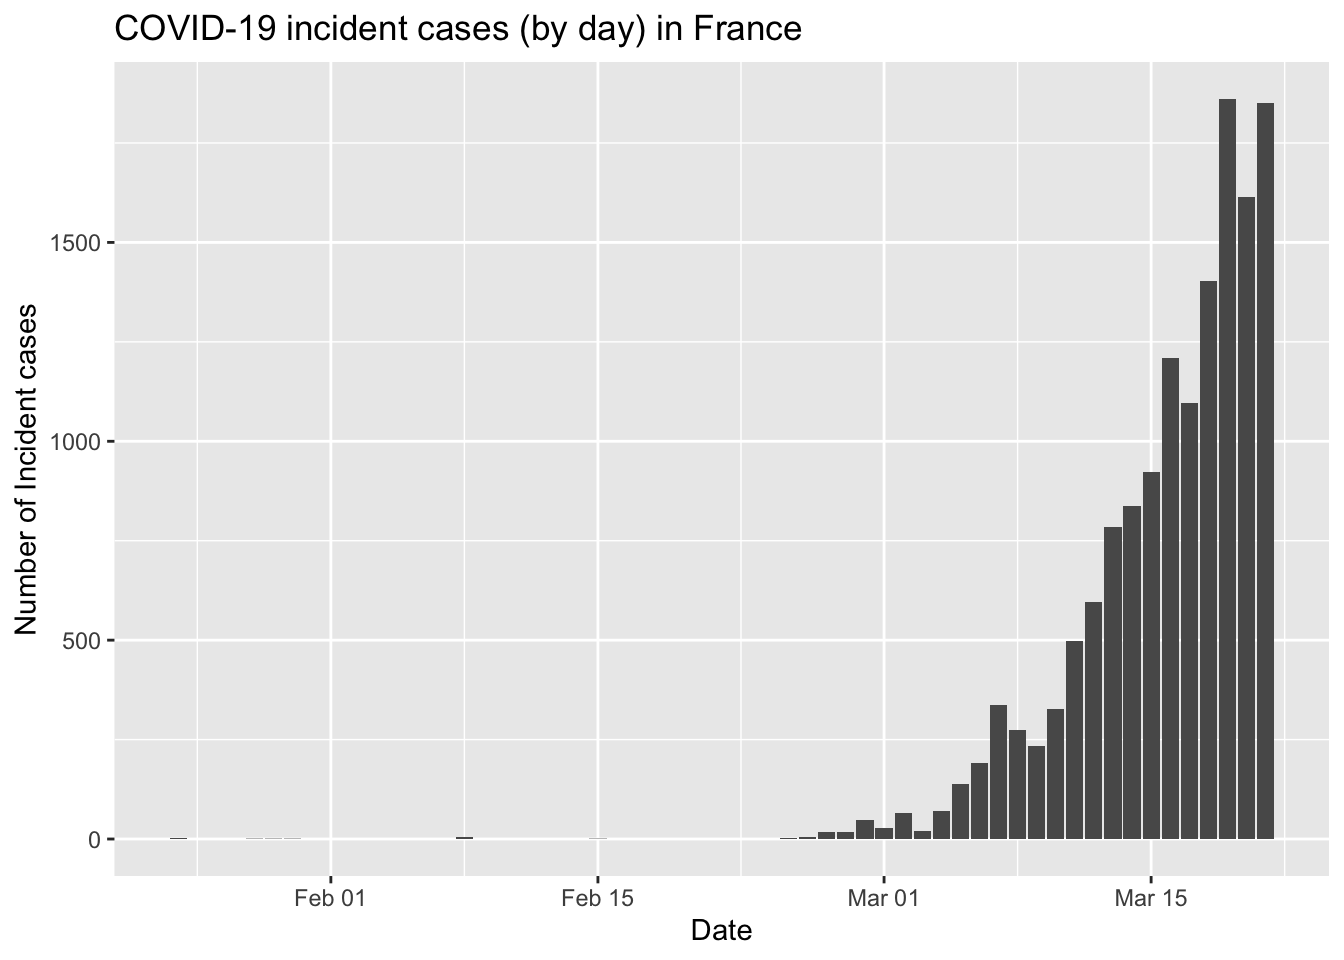 COVID-19 incident cases (by day) in France
Number of Incident cases
1500
1000
500
0
Feb 01
Feb 15
Mar 01
Mar 15
Date